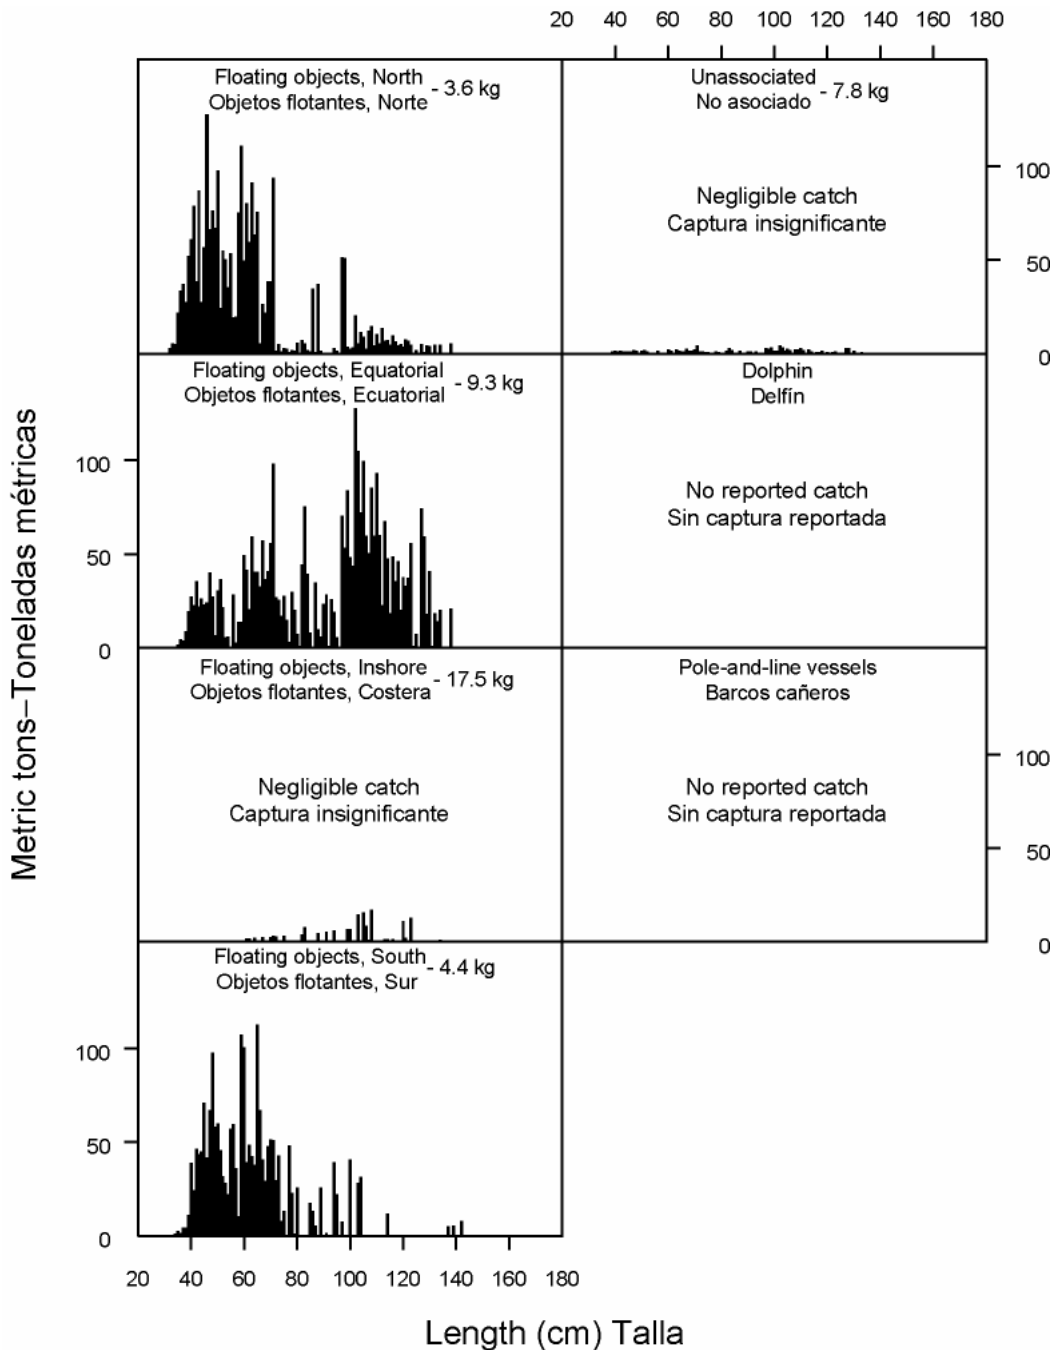 20 40 60 80 100 120 140 160 180
Floating objects, North
Objetos flotantes, Norte
- 3.6 kg
Unassociated
No asociado
- 7.8 kg
Negligible catch
Captura insignificante
100
50
0
Floating objects, Equatorial
Objetos flotantes, Ecuatorial
- 9.3 kg
100
50
0
Dolphin
Delfín
No reported catch
Sin captura reportada
Floating objects, Inshore
Objetos flotantes, Costera
- 17.5 kg
Negligible catch
Captura insignificante
Pole-and-line vessels
Barcos cañeros
No reported catch
Sin captura reportada
100
50
0
Floating objects, South
Objetos flotantes, Sur
- 4.4 kg
100
50
0
20 40 60 80 100 120 140 160 180
Metric tons–Toneladas métricas
Length (cm) Talla